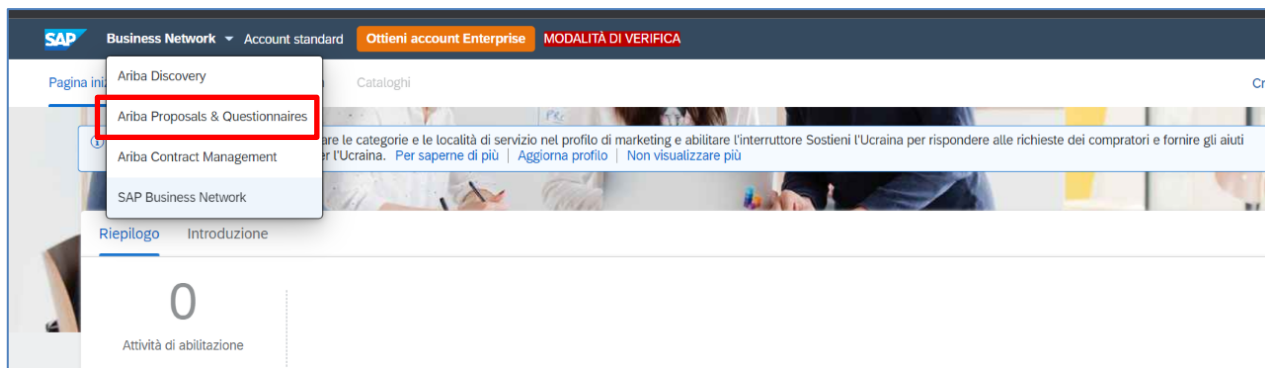 SAP Business Network Account standard Ottieni account Enterprise MODALITÀ DI VERIFICA
Pagina Cataloghi
Ariba Discovery
Ariba Proposals & Questionnaires
Ariba Contract Management
SAP Business Network
are le categorie e le località di servizio nel profilo di marketing e abilitare l'interruttore Sostieni l'Ucraina per rispondere alle richieste dei compratori e fornire gli aiuti
l'Ucraina. Per saperne di più | Aggiorna profilo | Non visualizzare più
Riepilogo Introduzione
0
Attività di abilitazione